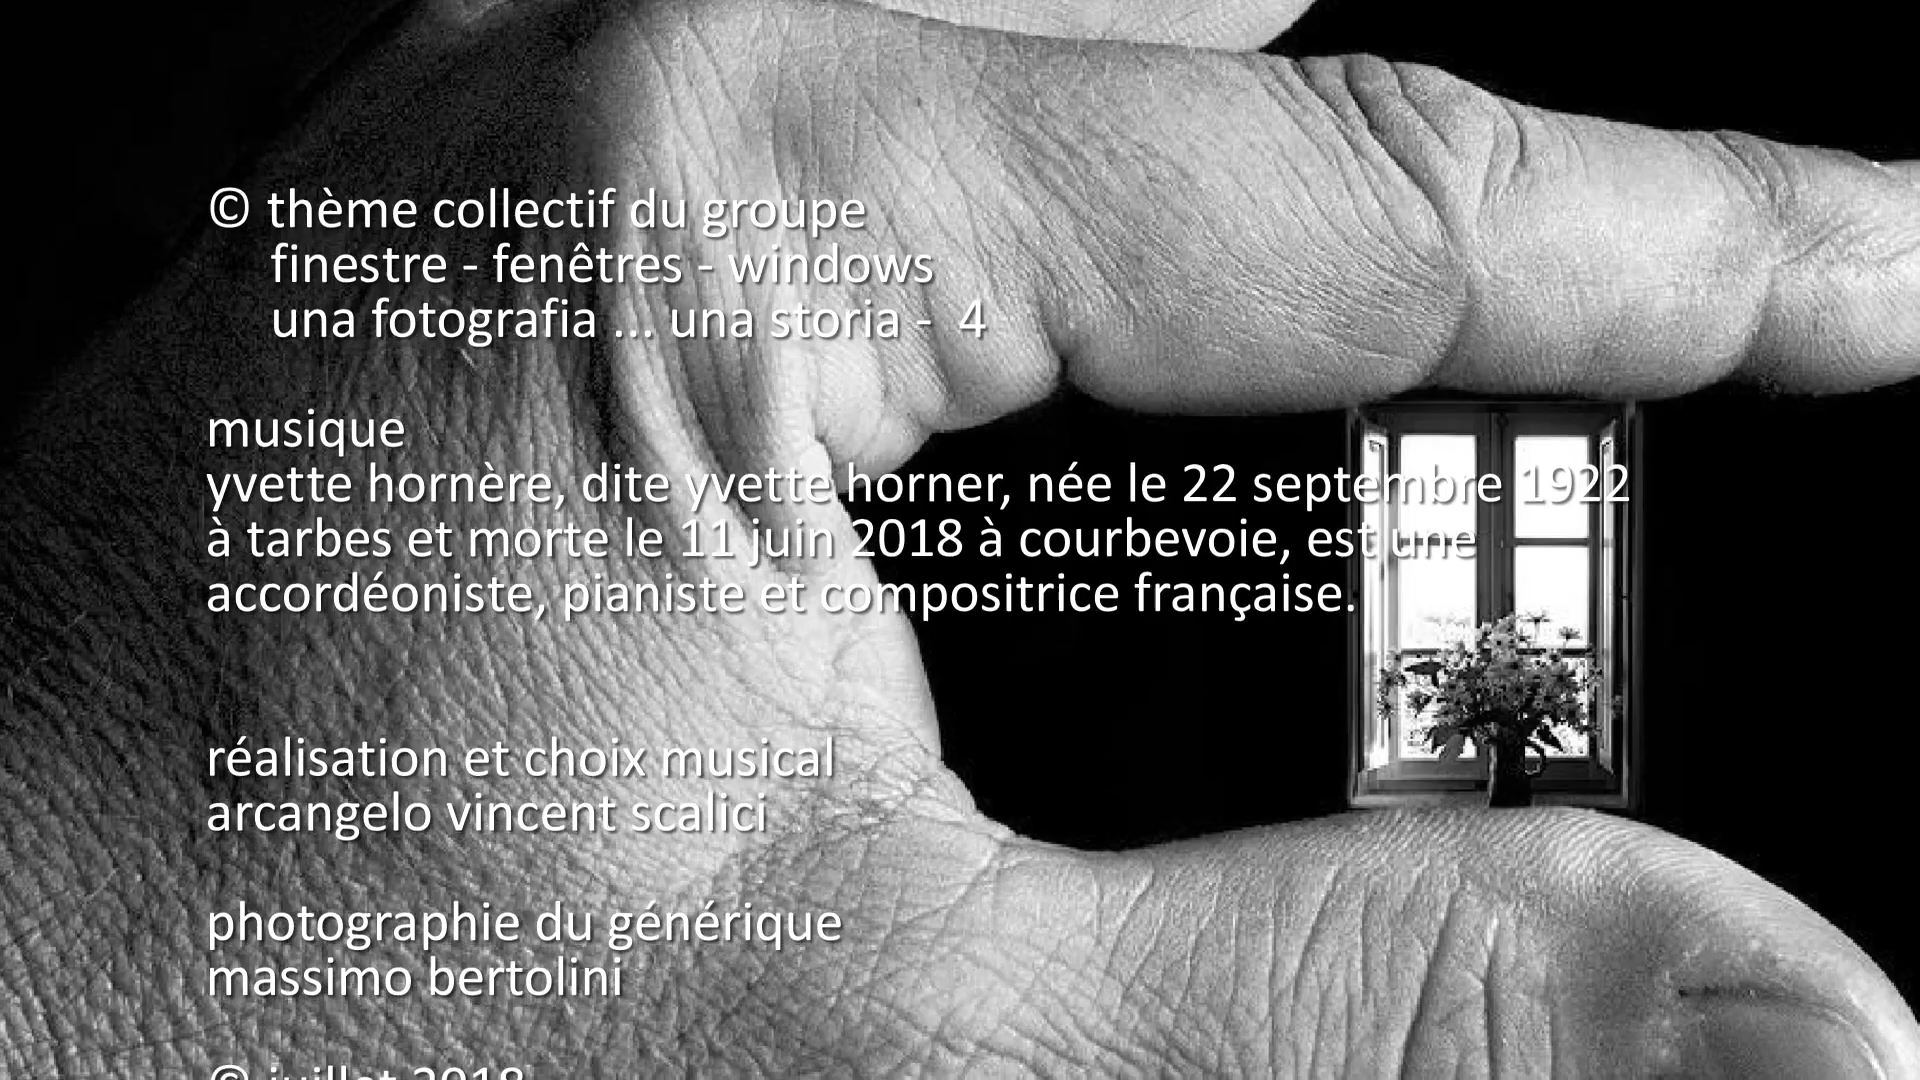 © thème collectif du groupe
finestre - fenêtres - windows
una fotografia ... una storia - 4
musique
yvette hornère, dite yvette horner, née le 22 septembre 1922
à tarbes et morte le 11 juin 2018 à courbevoie, est une
accordéoniste, pianiste et compositrice française.
réalisation et choix musical
arcangelo vincent scalici
photographie du générique
massimo bertolini
© juillet 2018